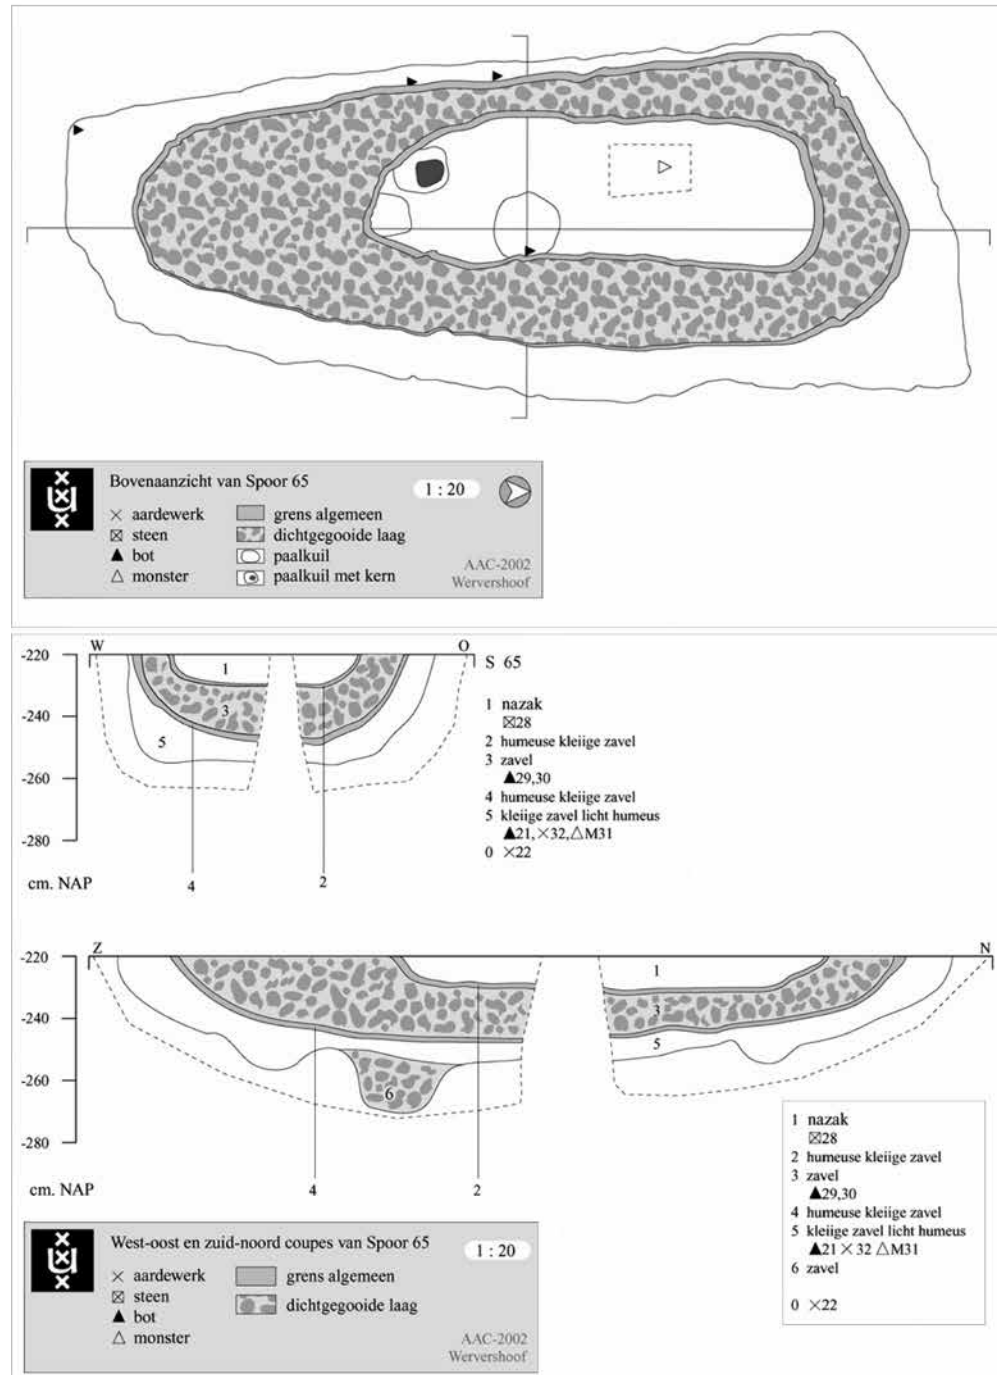 Bovenaanzicht van Spoor 65
1 : 20
× aardewerk
steen
▲ bot
△ monster
grens algemeen
dichtgegooide laag
paalkuil
paalkuil met kern
AAC-2002
Wervershoof
W
O
-220
-240
-260
-280
cm. NAP
1
3
5
4
2
S 65
1 nazak
⊠28
2 humeuse kleiige zavel
3 zavel
▲29,30
4 humeuse kleiige zavel
5 kleiige zavel licht humeus
▲21,×32,△M31
0 ×22
Z
N
-220
-240
-260
-280
cm. NAP
1
3
5
6
4
2
1 nazak
⊠28
2 humeuse kleiige zavel
3 zavel
▲29,30
4 humeuse kleiige zavel
5 kleiige zavel licht humeus
▲21 ×32 △M31
6 zavel
0 ×22
West-oost en zuid-noord coupes van Spoor 65
1 : 20
× aardewerk
⊠ steen
▲ bot
△ monster
grens algemeen
dichtgegooide laag
AAC-2002
Wervershoof